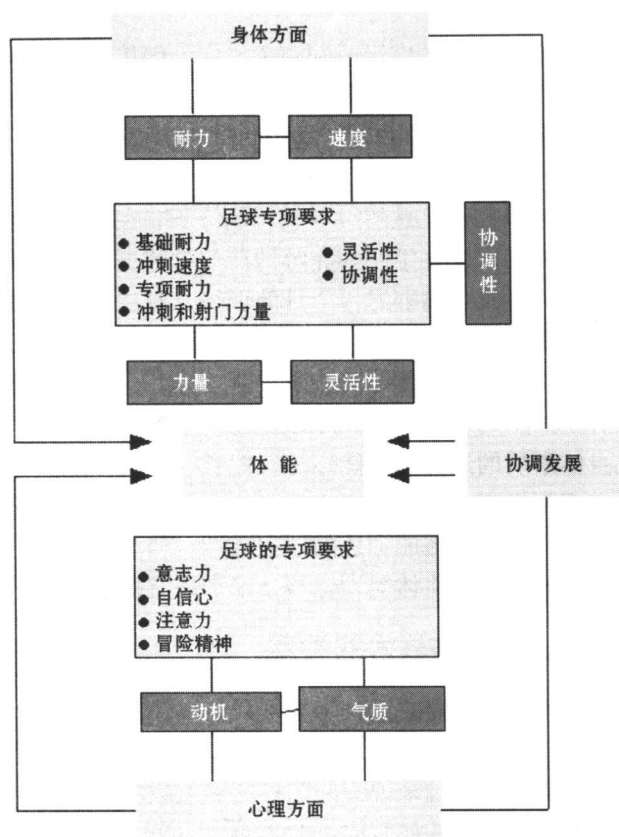 身体方面
耐力
速度
足球专项要求
● 基础耐力
● 冲刺速度
● 专项耐力
● 冲刺和射门力量
● 灵活性
● 协调性
协调性
力量
灵活性
体 能
协调发展
足球的专项要求
● 意志力
● 自信心
● 注意力
● 冒险精神
动机
气质
心理方面